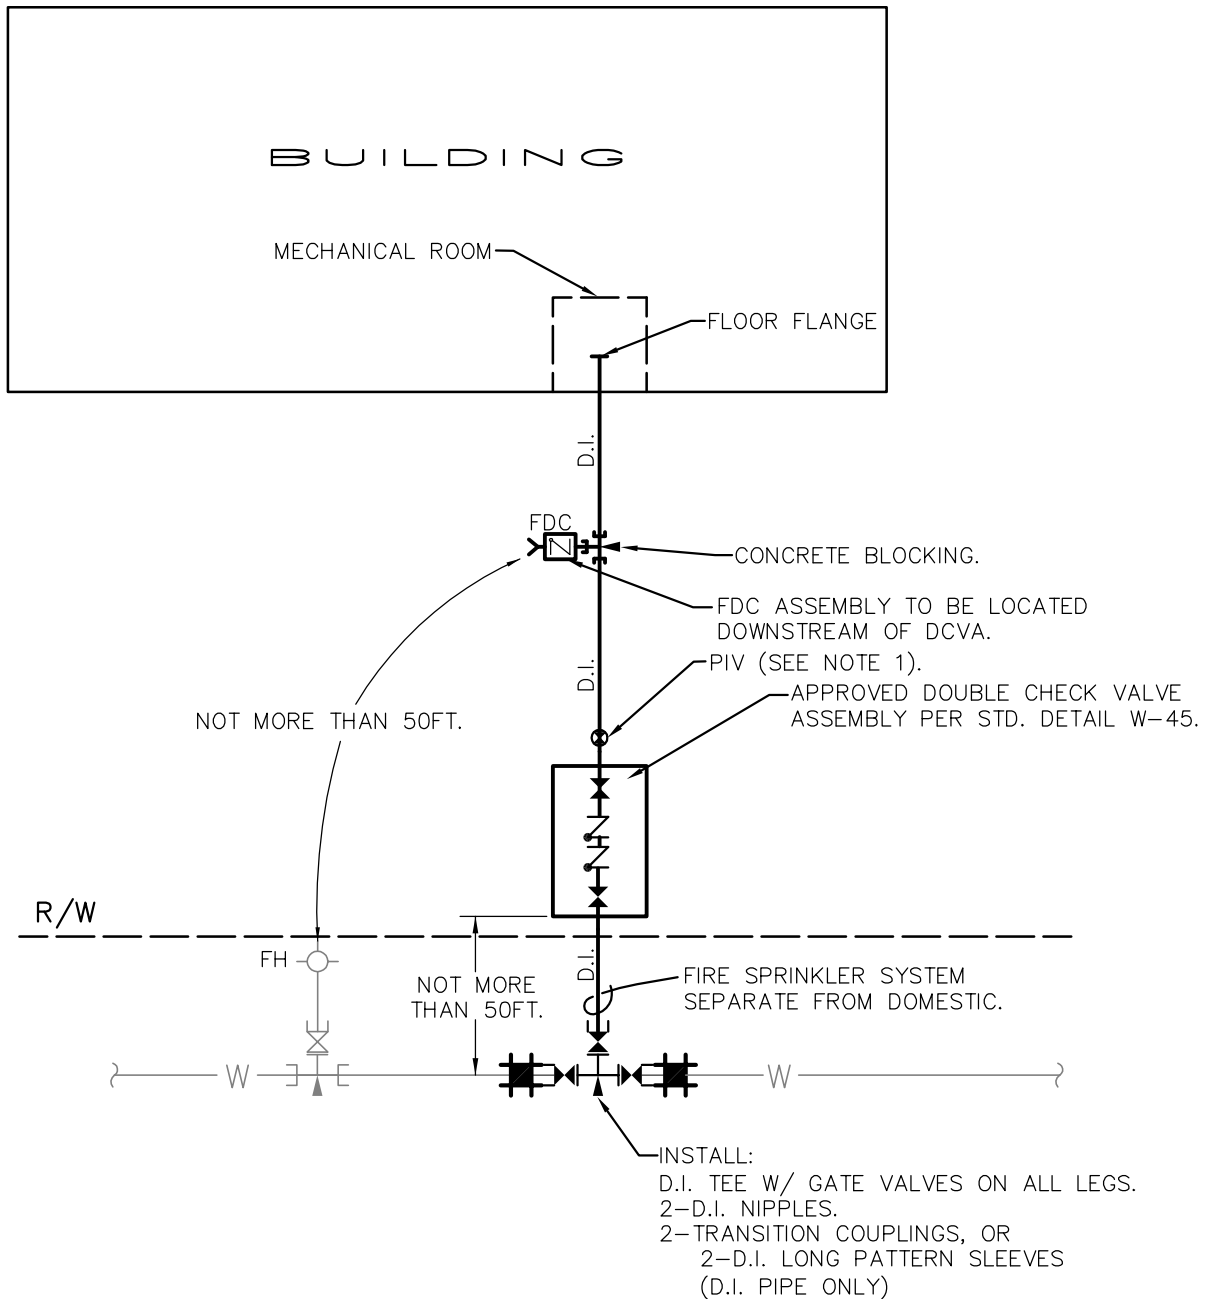 BUILDING
MECHANICAL ROOM
FLOOR FLANGE
D.I.
FDC
CONCRETE BLOCKING.
FDC ASSEMBLY TO BE LOCATED
DOWNSTREAM OF DCVA.
D.I.
PIV (SEE NOTE 1).
APPROVED DOUBLE CHECK VALVE
ASSEMBLY PER STD. DETAIL W-45.
NOT MORE THAN 50FT.
R/W
FH
D.I.
NOT MORE
THAN 50FT.
FIRE SPRINKLER SYSTEM
SEPARATE FROM DOMESTIC.
W
W
INSTALL:
D.I. TEE W/ GATE VALVES ON ALL LEGS.
2-D.I. NIPPLES.
2-TRANSITION COUPLINGS, OR
2-D.I. LONG PATTERN SLEEVES
(D.I. PIPE ONLY)